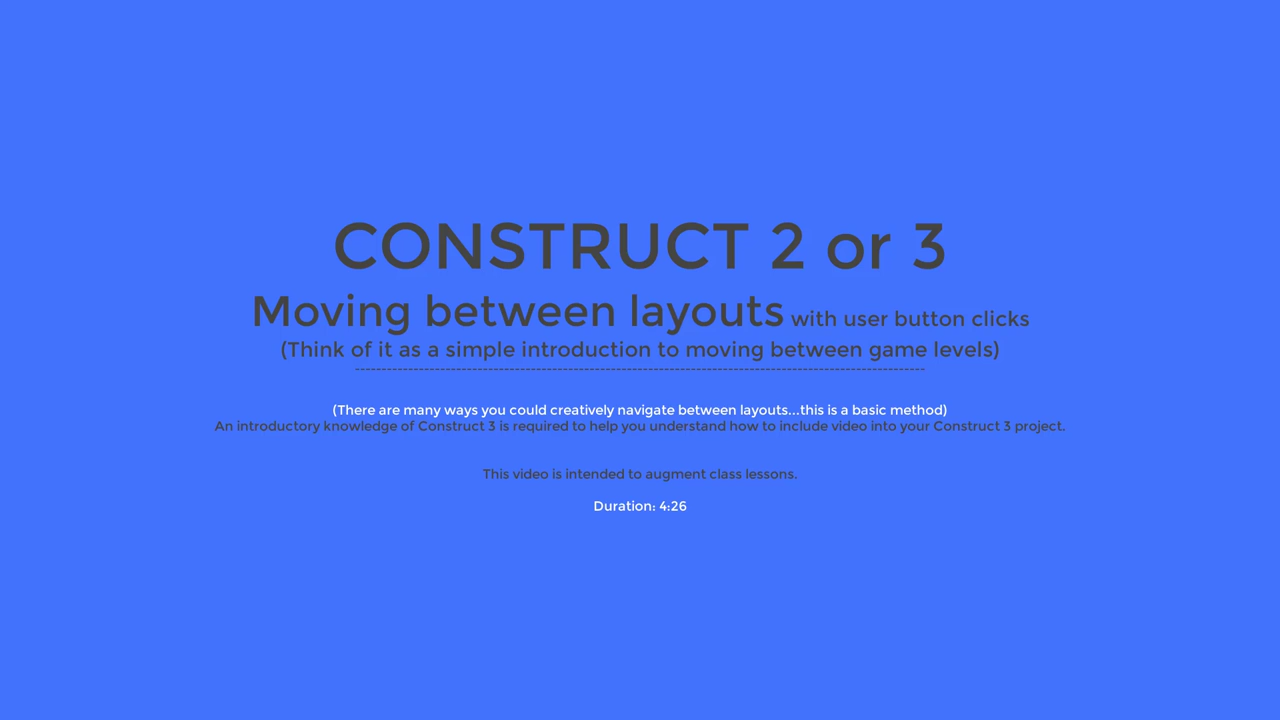 CONSTRUCT 2 or 3
Moving between layouts with user button clicks
(Think of it as a simple introduction to moving between game levels)
------------------------------------------------------------------------------------------------------------
(There are many ways you could creatively navigate between layouts...this is a basic method)
An introductory knowledge of Construct 3 is required to help you understand how to include video into your Construct 3 project.
This video is intended to augment class lessons.
Duration: 4:26